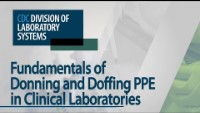 CDC DIVISION OF
LABORATORY
SYSTEMS
Fundamentals of
Donning and Doffing PPE
in Clinical Laboratories